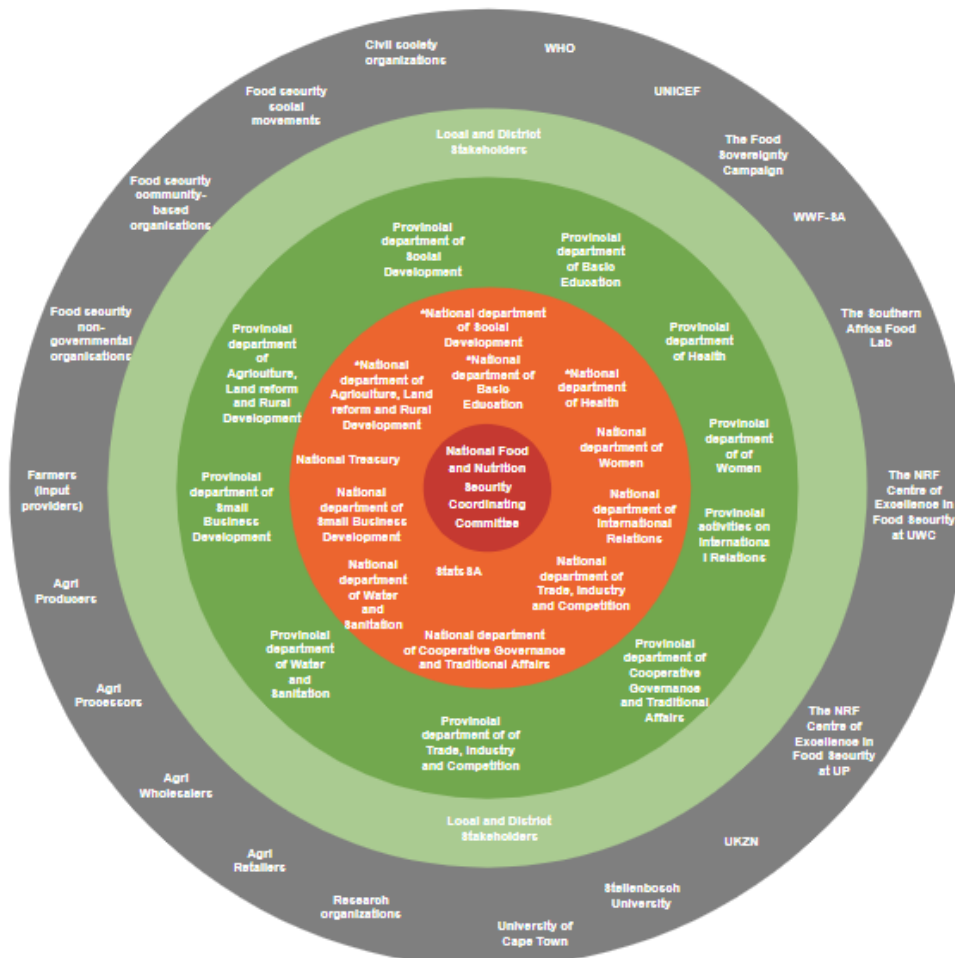 Civil society
organizations
WHO
UNICEF
The Food
Sovereignty
Campaign
WWF-SA
The Southern
Africa Food
Lab
The NRF
Centre of
Excellence in
Food Security
at UWC
The NRF
Centre of
Excellence in
Food Security
at UP
UKZN
Stellenbosch
University
University of
Cape Town
Research
organizations
Agri
Retailers
Agri
Wholesalers
Agri
Processors
Agri
Producers
Farmers
(input
providers)
Food security
non-
governmental
organisations
Food security
community-
based
organisations
Food security
social
movements
Local and District
Stakeholders
Local and District
Stakeholders
Provincial
department of
Social
Development
Provincial
department
of Basic
Education
Provincial
department
of Health
Provincial
department
of of
Women
Provincial
activities on
Internationa
l Relations
Provincial
department of
Cooperative
Governance
and Traditional
Affairs
Provincial
department of of
Trade, Industry
and Competition
Provincial
department
of Water
and
Sanitation
Provincial
department of
Small
Business
Development
Provincial
department
of
Agriculture,
Land reform
and Rural
Development
*National department
of Social
Development
*National
department of
Basic
Education
*National
department
of Health
National
department of
Women
National
department of
International
Relations
National
department of
Trade, Industry
and Competition
National department
of Cooperative Governance
and Traditional Affairs
Stats SA
National
department
of Water
and
Sanitation
National
department of
Small Business
Development
National Treasury
*National
department of
Agriculture, Land
reform and Rural
Development
National Food
and Nutrition
Security
Coordinating
Committee